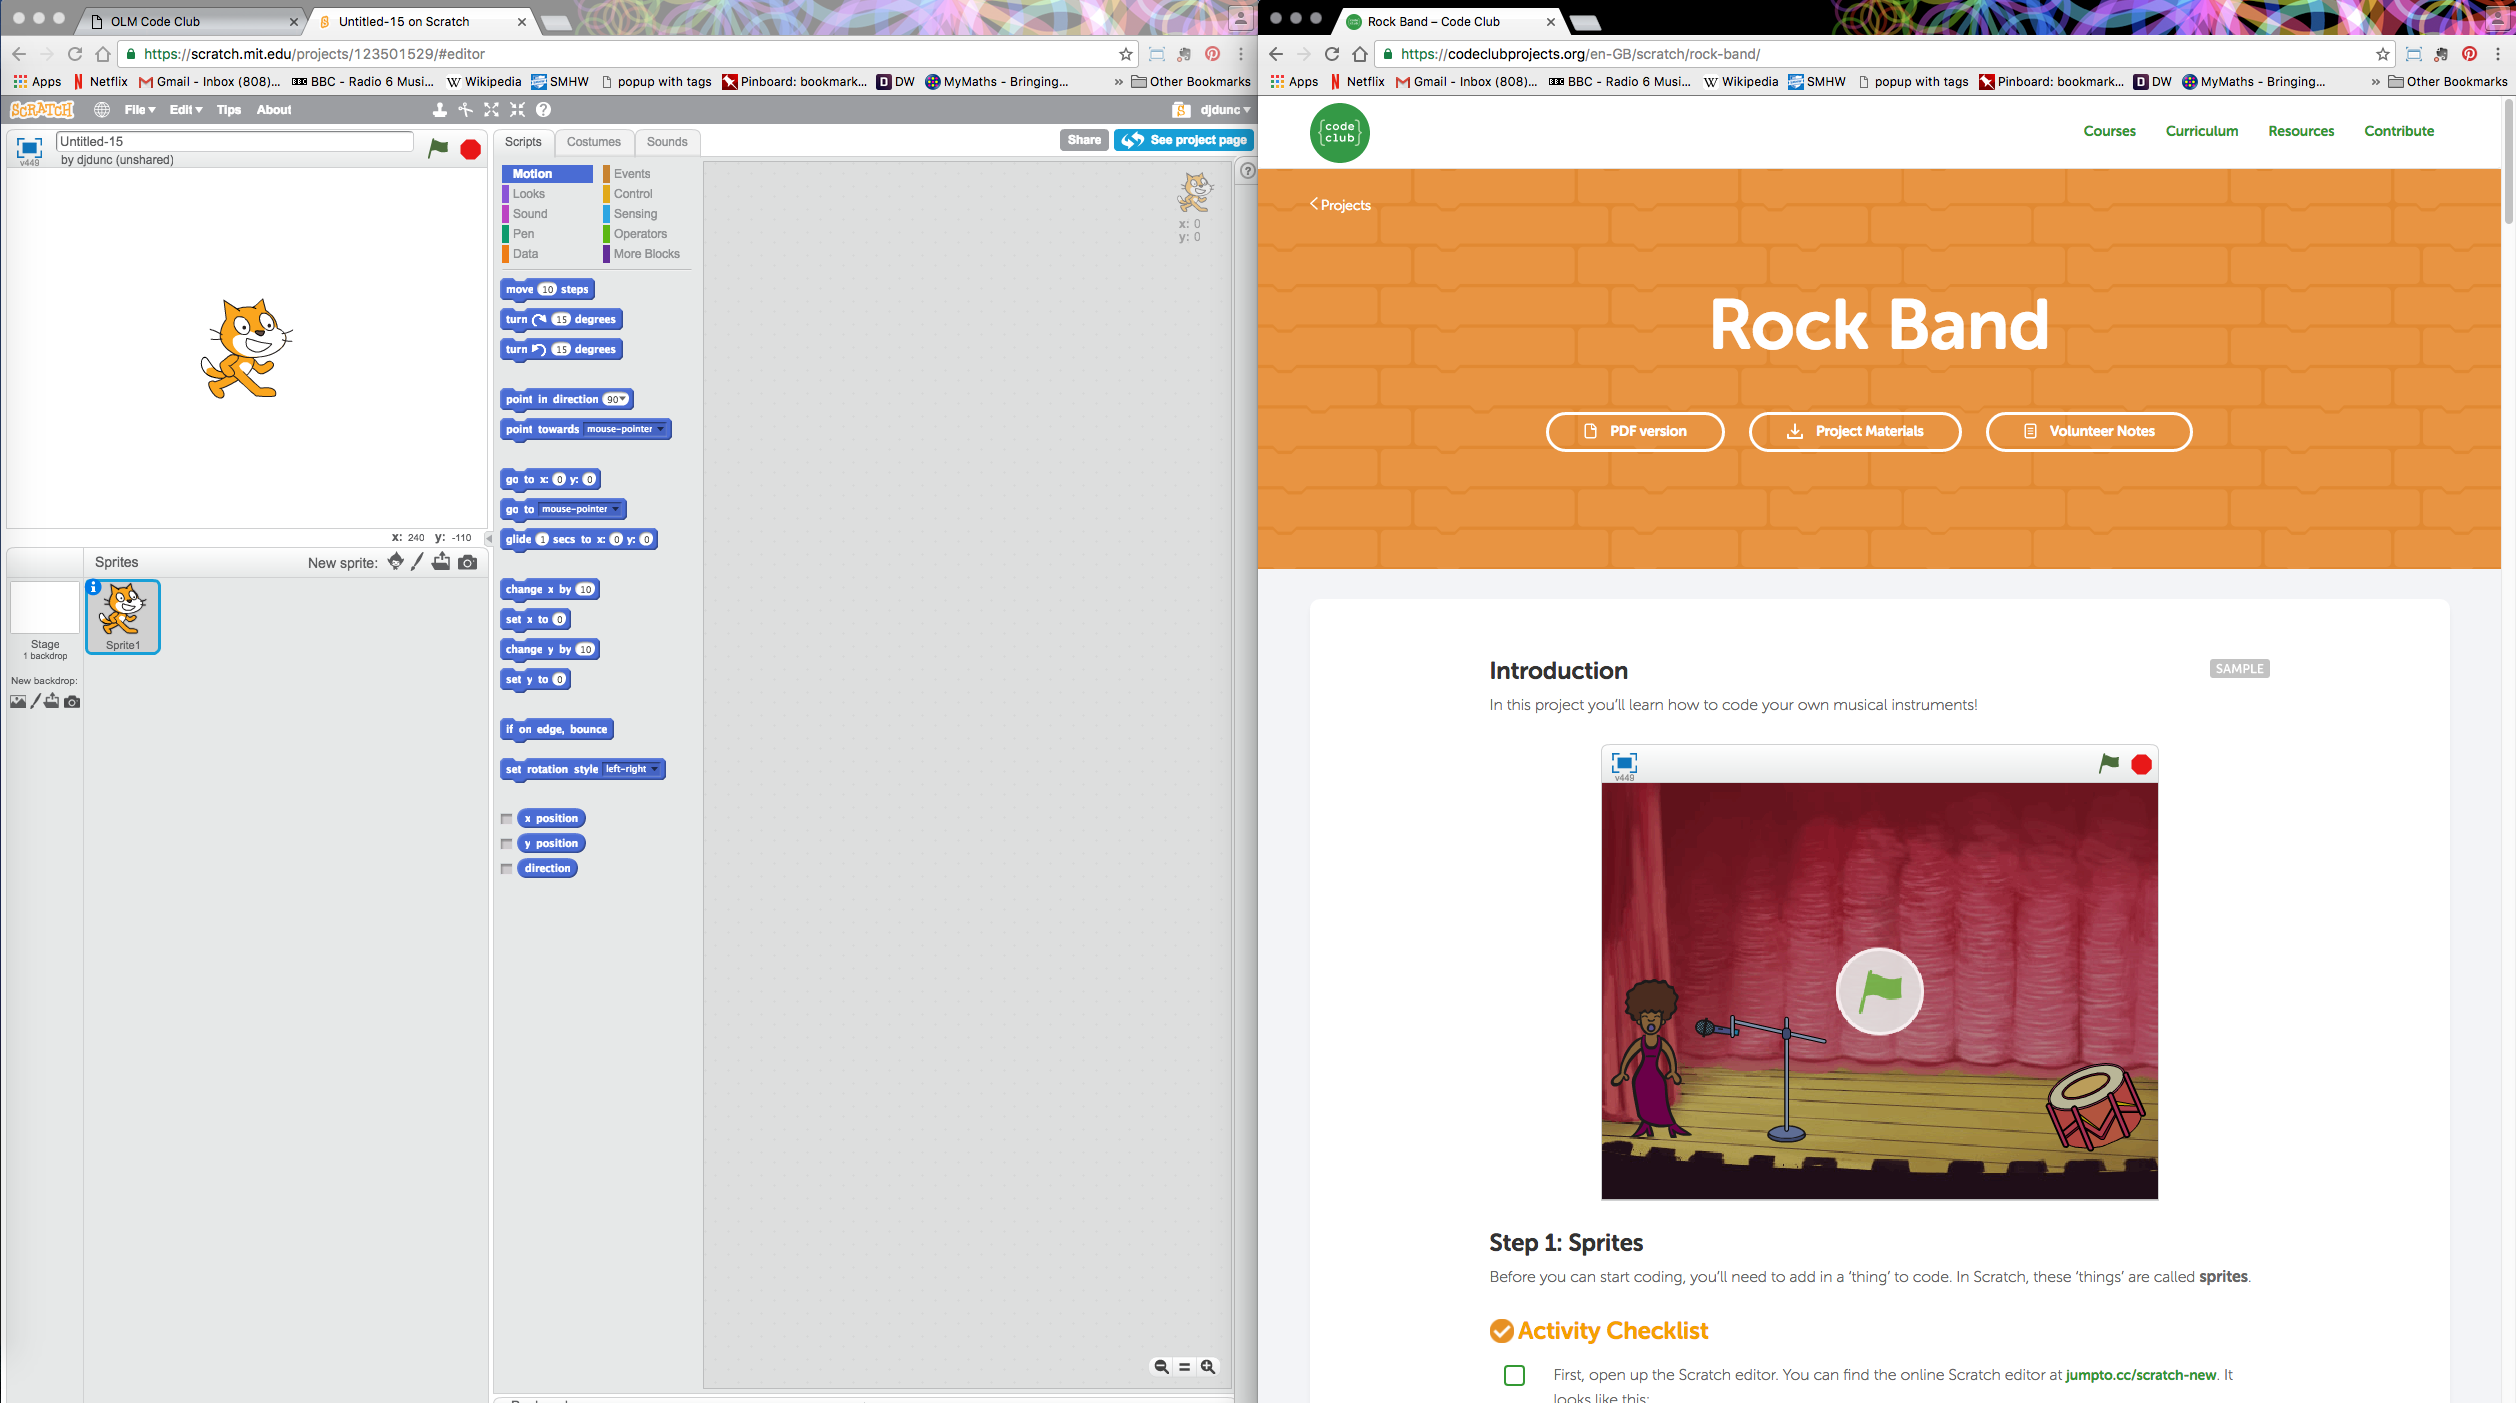 OLM Code Club
Untitled-15 on Scratch
https://scratch.mit.edu/projects/123501529/#editor
Apps
Netflix
Gmail - Inbox (808)...
BBC - Radio 6 Musi...
Wikipedia
SMHW
popup with tags
Pinboard: bookmark...
DW
MyMaths - Bringing...
»
Other Bookmarks
SCRATCH
File
Edit
Tips
About
djdunc
v449
Untitled-15
by djdunc (unshared)
Scripts
Costumes
Sounds
Share
See project page
Motion
Looks
Sound
Pen
Data
Events
Control
Sensing
Operators
More Blocks
x: 0
y: 0
move 10 steps
turn 15 degrees
turn 15 degrees
point in direction 90
point towards mouse-pointer
go to x: 0 y: 0
go to mouse-pointer
glide 1 secs to x: 0 y: 0
change x by 10
set x to 0
change y by 10
set y to 0
if on edge, bounce
set rotation style left-right
x position
y position
direction
x: 240 y: -110
Sprites
New sprite:
Stage
1 backdrop
New backdrop:
Sprite1
Rock Band – Code Club
https://codeclubprojects.org/en-GB/scratch/rock-band/
Apps
Netflix
Gmail - Inbox (808)...
BBC - Radio 6 Musi...
Wikipedia
SMHW
popup with tags
Pinboard: bookmark...
DW
MyMaths - Bringing...
»
Other Bookmarks
{code
club}
Courses
Curriculum
Resources
Contribute
Projects
Rock Band
PDF version
Project Materials
Volunteer Notes
Introduction
SAMPLE
In this project you'll learn how to code your own musical instruments!
v449
Step 1: Sprites
Before you can start coding, you'll need to add in a 'thing' to code. In Scratch, these 'things' are called sprites.
Activity Checklist
First, open up the Scratch editor. You can find the online Scratch editor at jumpto.cc/scratch-new. It
looks like this: